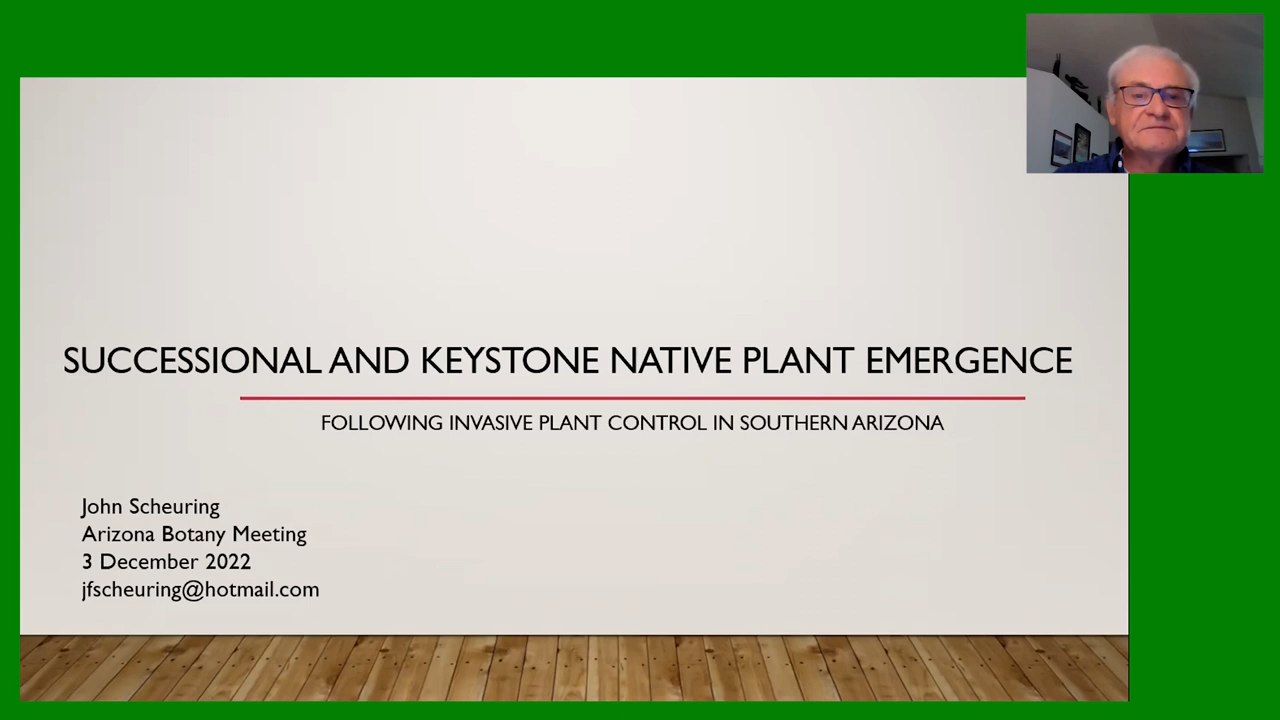 SUCCESSIONAL AND KEYSTONE NATIVE PLANT EMERGENCE
FOLLOWING INVASIVE PLANT CONTROL IN SOUTHERN ARIZONA
John Scheuring
Arizona Botany Meeting
3 December 2022
jfscheuring@hotmail.com